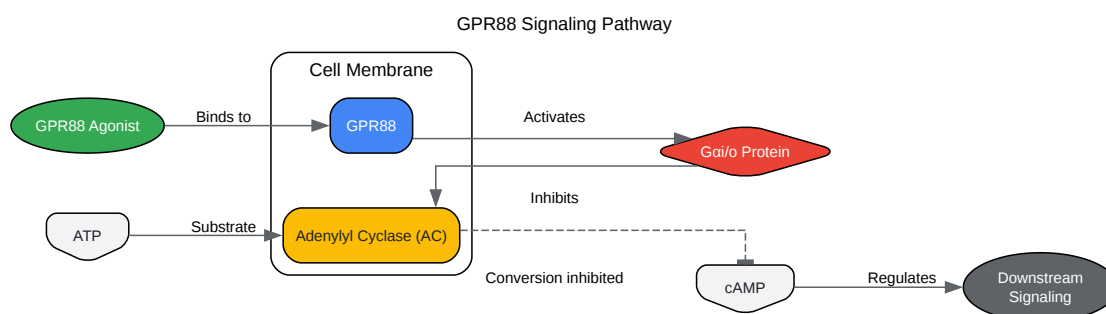 GPR88 Signaling Pathway
Cell Membrane
GPR88 Agonist
Binds to
GPR88
Activates
Gαi/o Protein
Inhibits
ATP
Substrate
Adenylyl Cyclase (AC)
Conversion inhibited
cAMP
Regulates
Downstream
Signaling